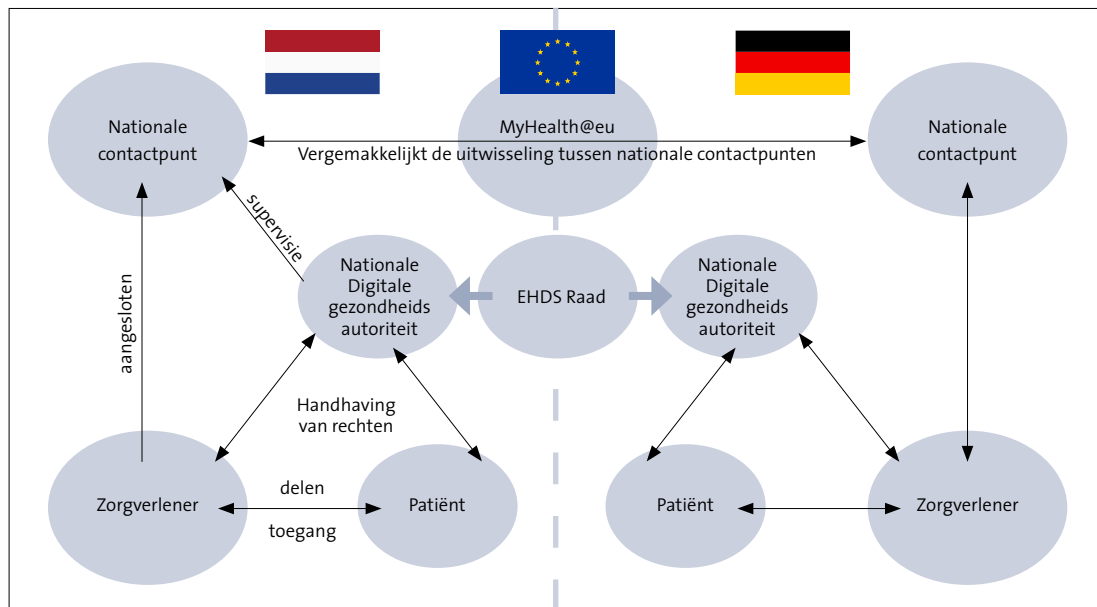 Nationale
contactpunt
MyHealth@eu
Vergemakkelijkt de uitwisseling tussen nationale contactpunten
Nationale
contactpunt
supervisie
aangesloten
Nationale
Digitale
gezondheids
autoriteit
EHDS Raad
Nationale
Digitale
gezondheids
autoriteit
Handhaving
van rechten
Zorgverlener
delen
toegang
Patiënt
Patiënt
Zorgverlener